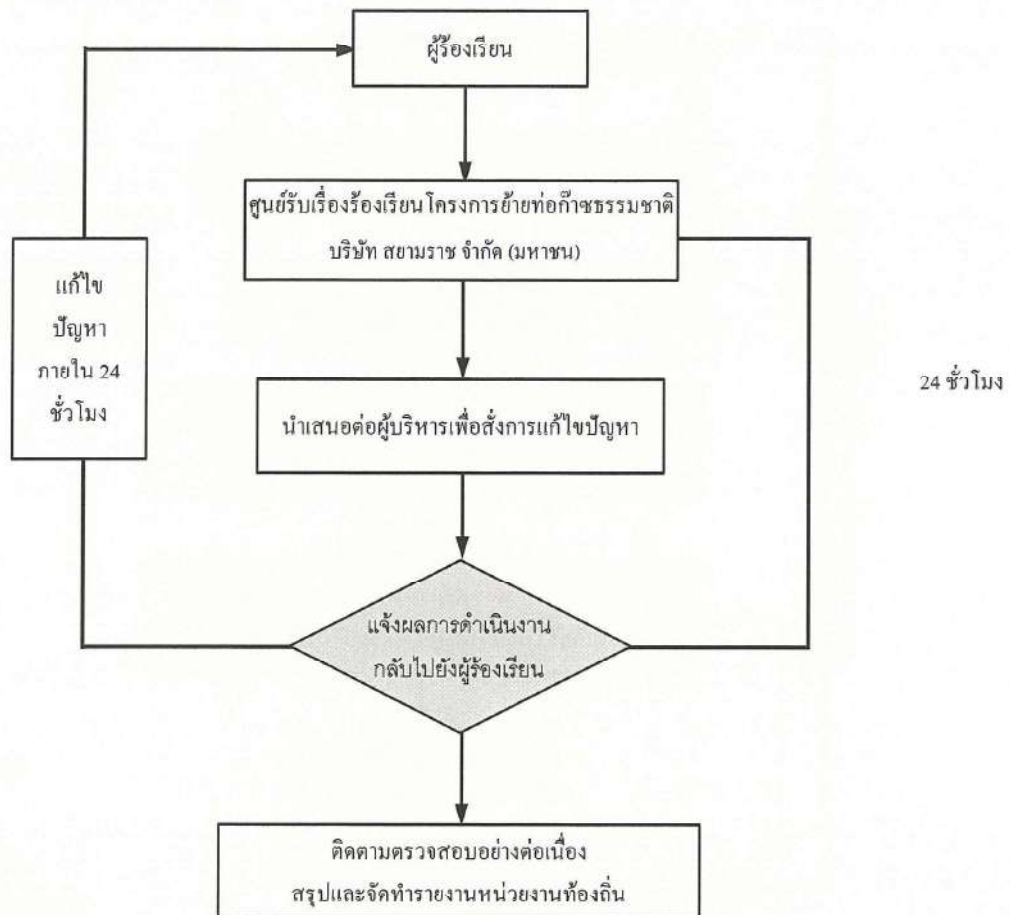 ผู้ร้องเรียน
ศูนย์รับเรื่องร้องเรียน โครงการย้ายท่อก๊าซธรรมชาติ
บริษัท สยามราช จำกัด (มหาชน)
แก้ไข
ปัญหา
ภายใน 24
ชั่วโมง
24 ชั่วโมง
นำเสนอต่อผู้บริหารเพื่อสั่งการแก้ไขปัญหา
แจ้งผลการดำเนินงาน
กลับไปยังผู้ร้องเรียน
ติดตามตรวจสอบอย่างต่อเนื่อง
สรุปและจัดทำรายงานหน่วยงานท้องถิ่น